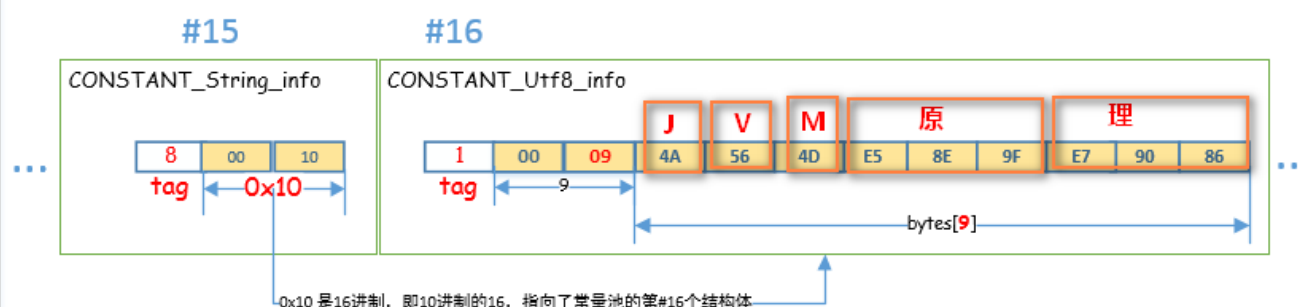 #15 #16
CONSTANT_String_info CONSTANT_Utf8_info
J V M 原 理
... 8 00 10 1 00 09 4A 56 4D E5 8E 9F E7 90 86 ..
tag 0x10 tag 9
bytes[9]
0x10 是16进制，即10进制的16，指向了常量池的第#16个结构体